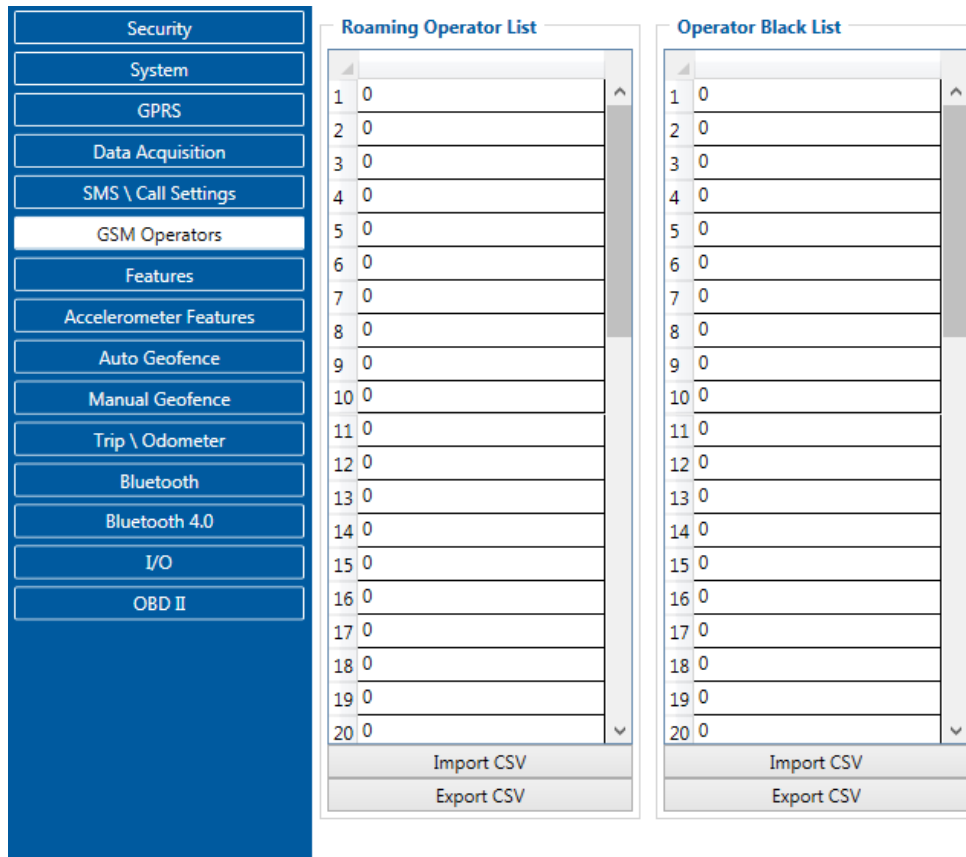 Security
System
GPRS
Data Acquisition
SMS \ Call Settings
GSM Operators
Features
Accelerometer Features
Auto Geofence
Manual Geofence
Trip \ Odometer
Bluetooth
Bluetooth 4.0
I/O
OBD II
Roaming Operator List
1 0
2 0
3 0
4 0
5 0
6 0
7 0
8 0
9 0
10 0
11 0
12 0
13 0
14 0
15 0
16 0
17 0
18 0
19 0
20 0
Import CSV
Export CSV
Operator Black List
1 0
2 0
3 0
4 0
5 0
6 0
7 0
8 0
9 0
10 0
11 0
12 0
13 0
14 0
15 0
16 0
17 0
18 0
19 0
20 0
Import CSV
Export CSV